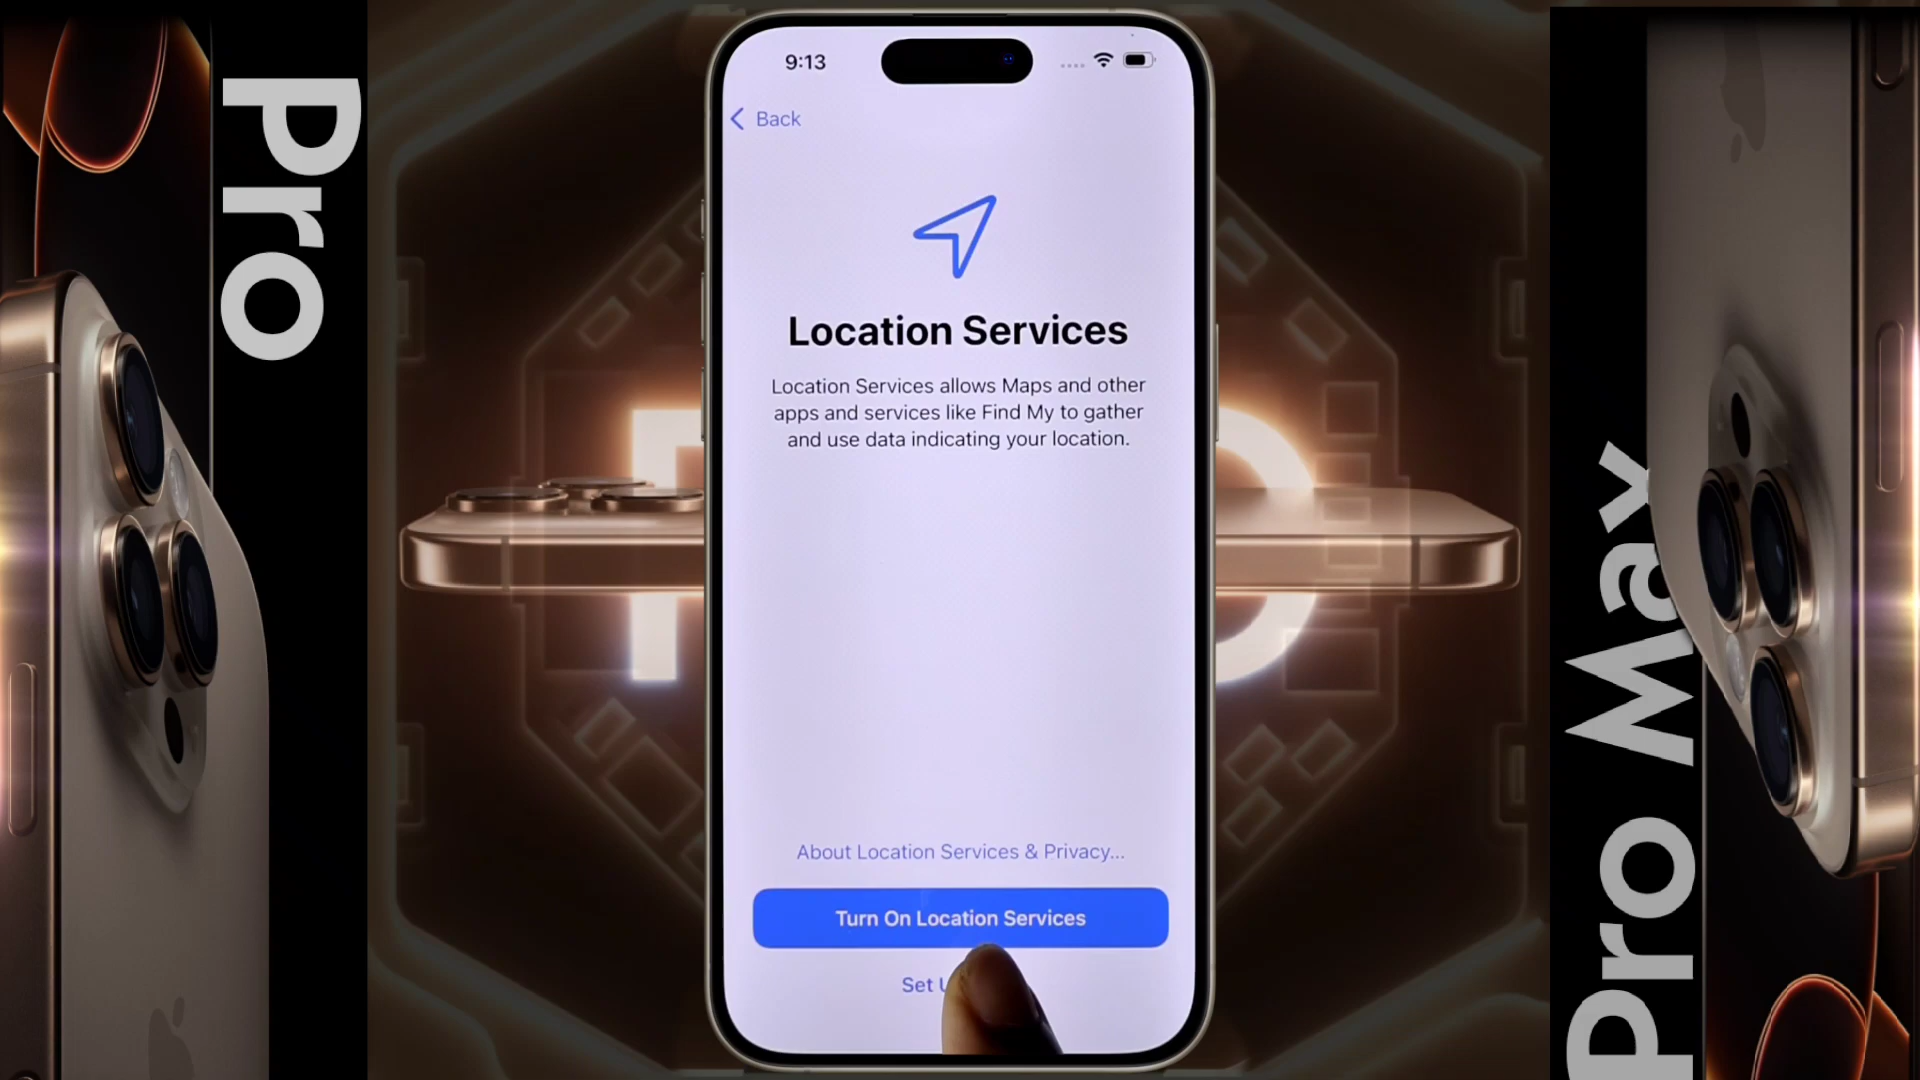 Pro
9:13
Back
Location Services
Location Services allows Maps and other
apps and services like Find My to gather
and use data indicating your location.
About Location Services & Privacy...
Turn On Location Services
Set
Pro Max